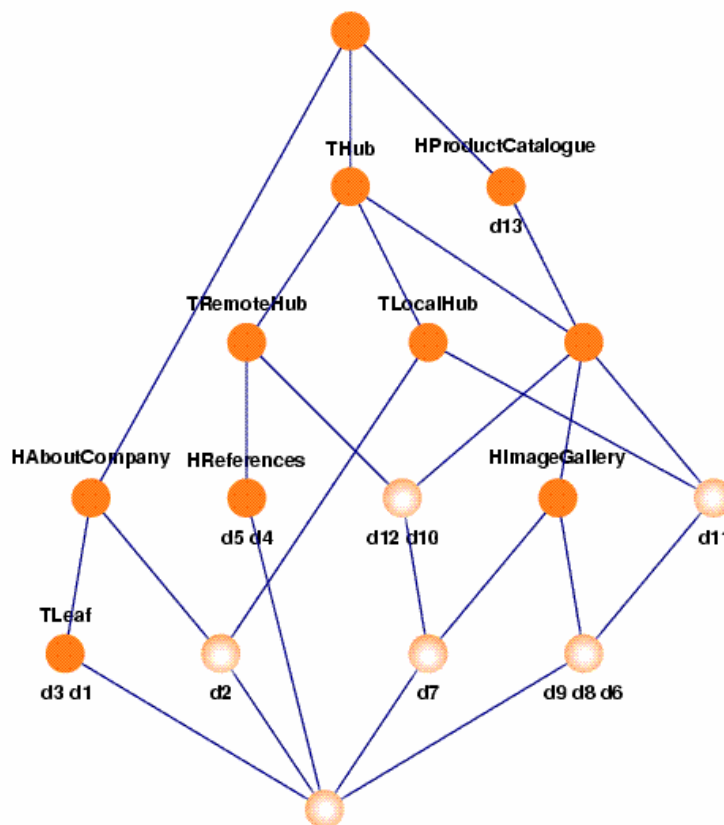 THub
HProductCatalogue
d13
TRemoteHub
TLocalHub
HAboutCompany
HReferences
HImageGallery
d5 d4
d12 d10
d11
TLeaf
d3 d1
d2
d7
d9 d8 d6